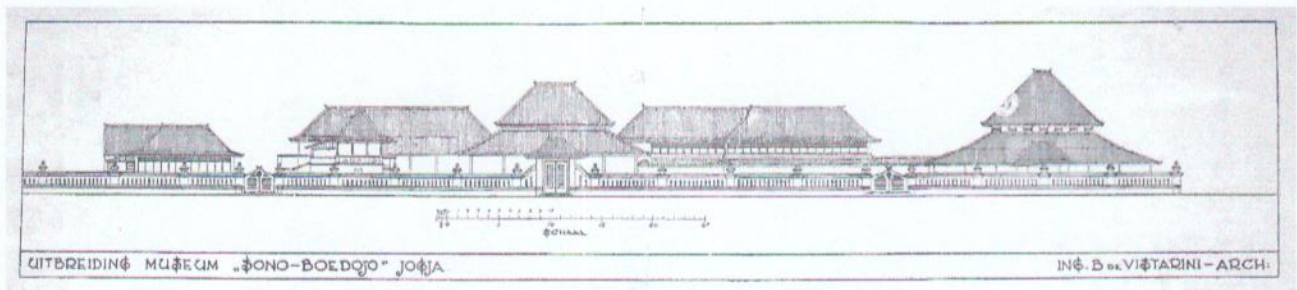 SCHAAL
UITBREIDING MUSEUM „SONO-BOEDOJO” JOGJA
ING. B DE VISTARINI - ARCH: